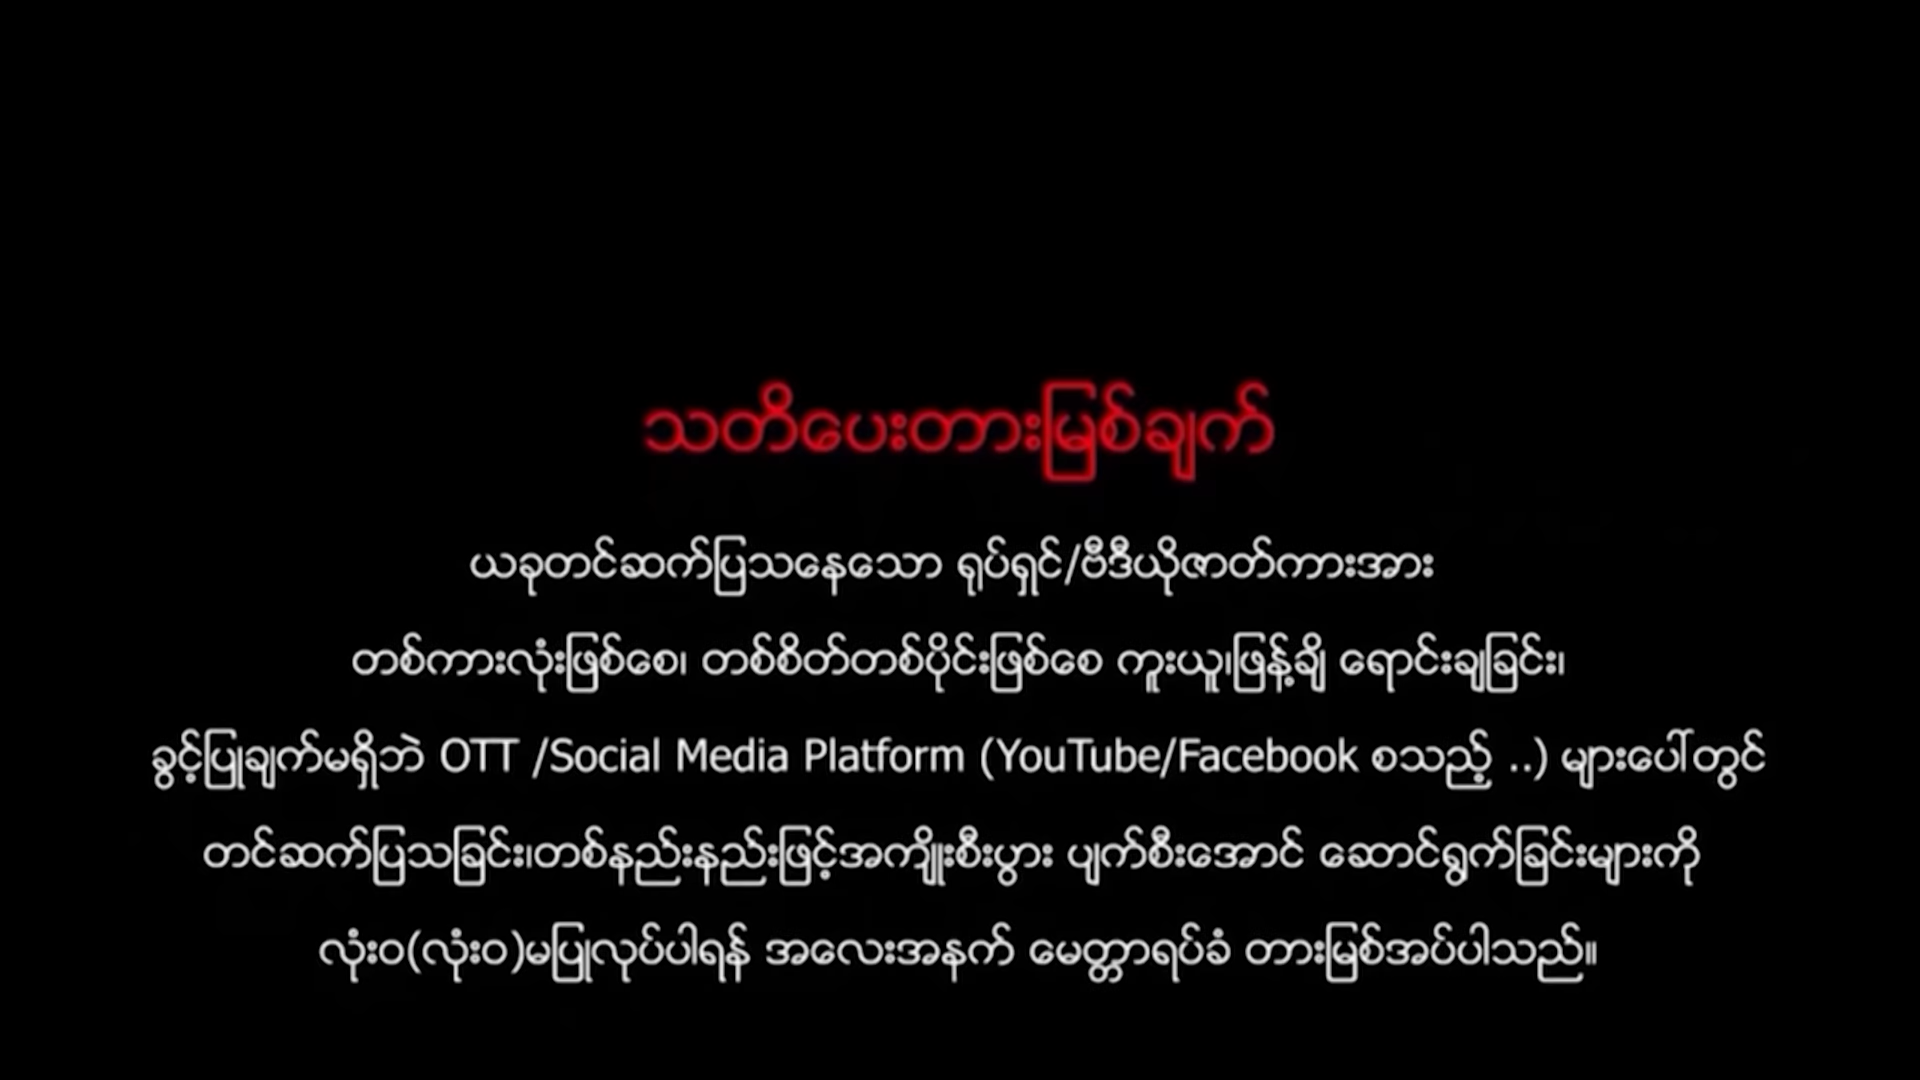 သတိပေးတားမြစ်ချက်
ယခုတင်ဆက်ပြသနေသော ရုပ်ရှင်/ဗီဒီယိုဇာတ်ကားအား
တစ်ကားလုံးဖြစ်စေ၊ တစ်စိတ်တစ်ပိုင်းဖြစ်စေ ကူးယူ၊ဖြန့်ချိ ရောင်းချခြင်း၊
ခွင့်ပြုချက်မရှိဘဲ OTT /Social Media Platform (YouTube/Facebook စသည့် ..) များပေါ်တွင်
တင်ဆက်ပြသခြင်း၊တစ်နည်းနည်းဖြင့်အကျိုးစီးပွား ပျက်စီးအောင် ဆောင်ရွက်ခြင်းများကို
လုံးဝ(လုံးဝ)မပြုလုပ်ပါရန် အလေးအနက် မေတ္တာရပ်ခံ တားမြစ်အပ်ပါသည်။